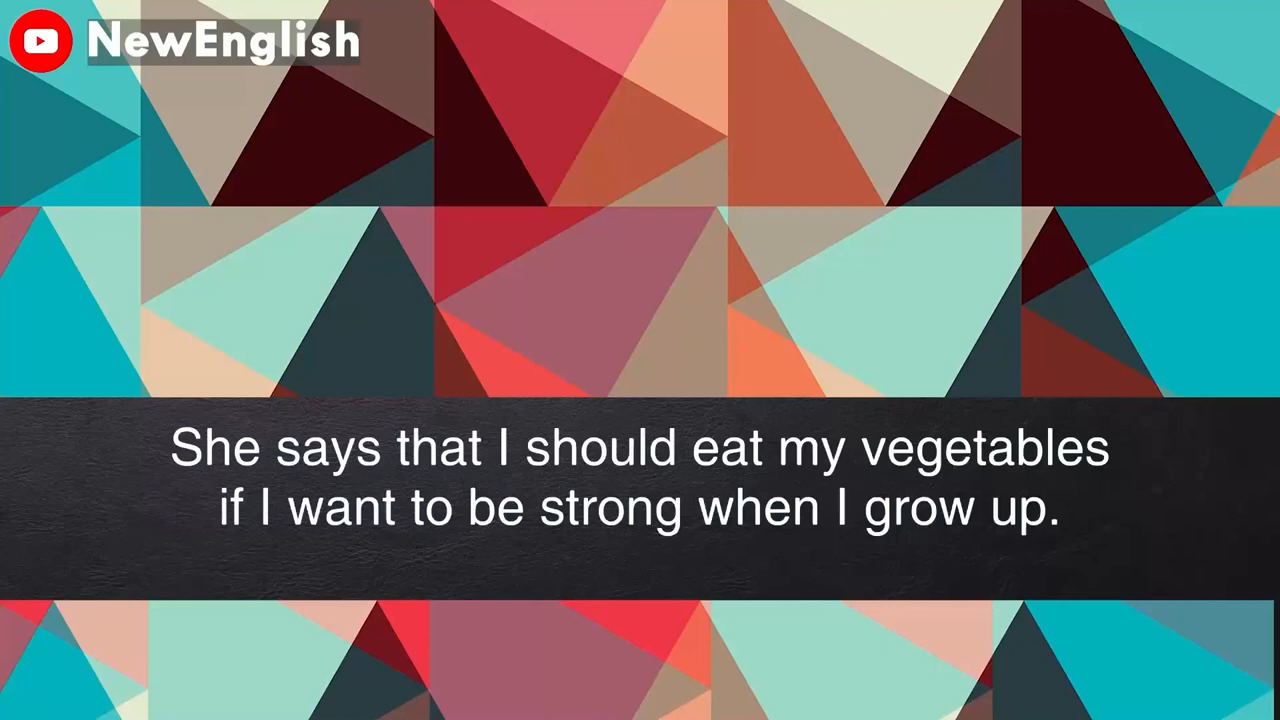 NewEnglish
She says that I should eat my vegetables
if I want to be strong when I grow up.